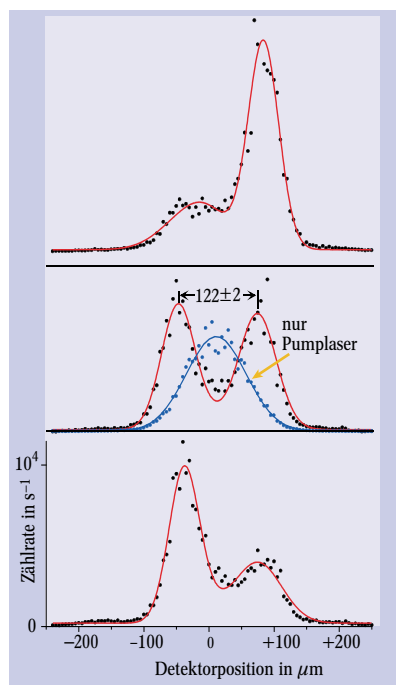 122±2
nur
Pumplaser
10⁴
Zählrate in s⁻¹
0
−200 -100 0 +100 +200
Detektorposition in μm